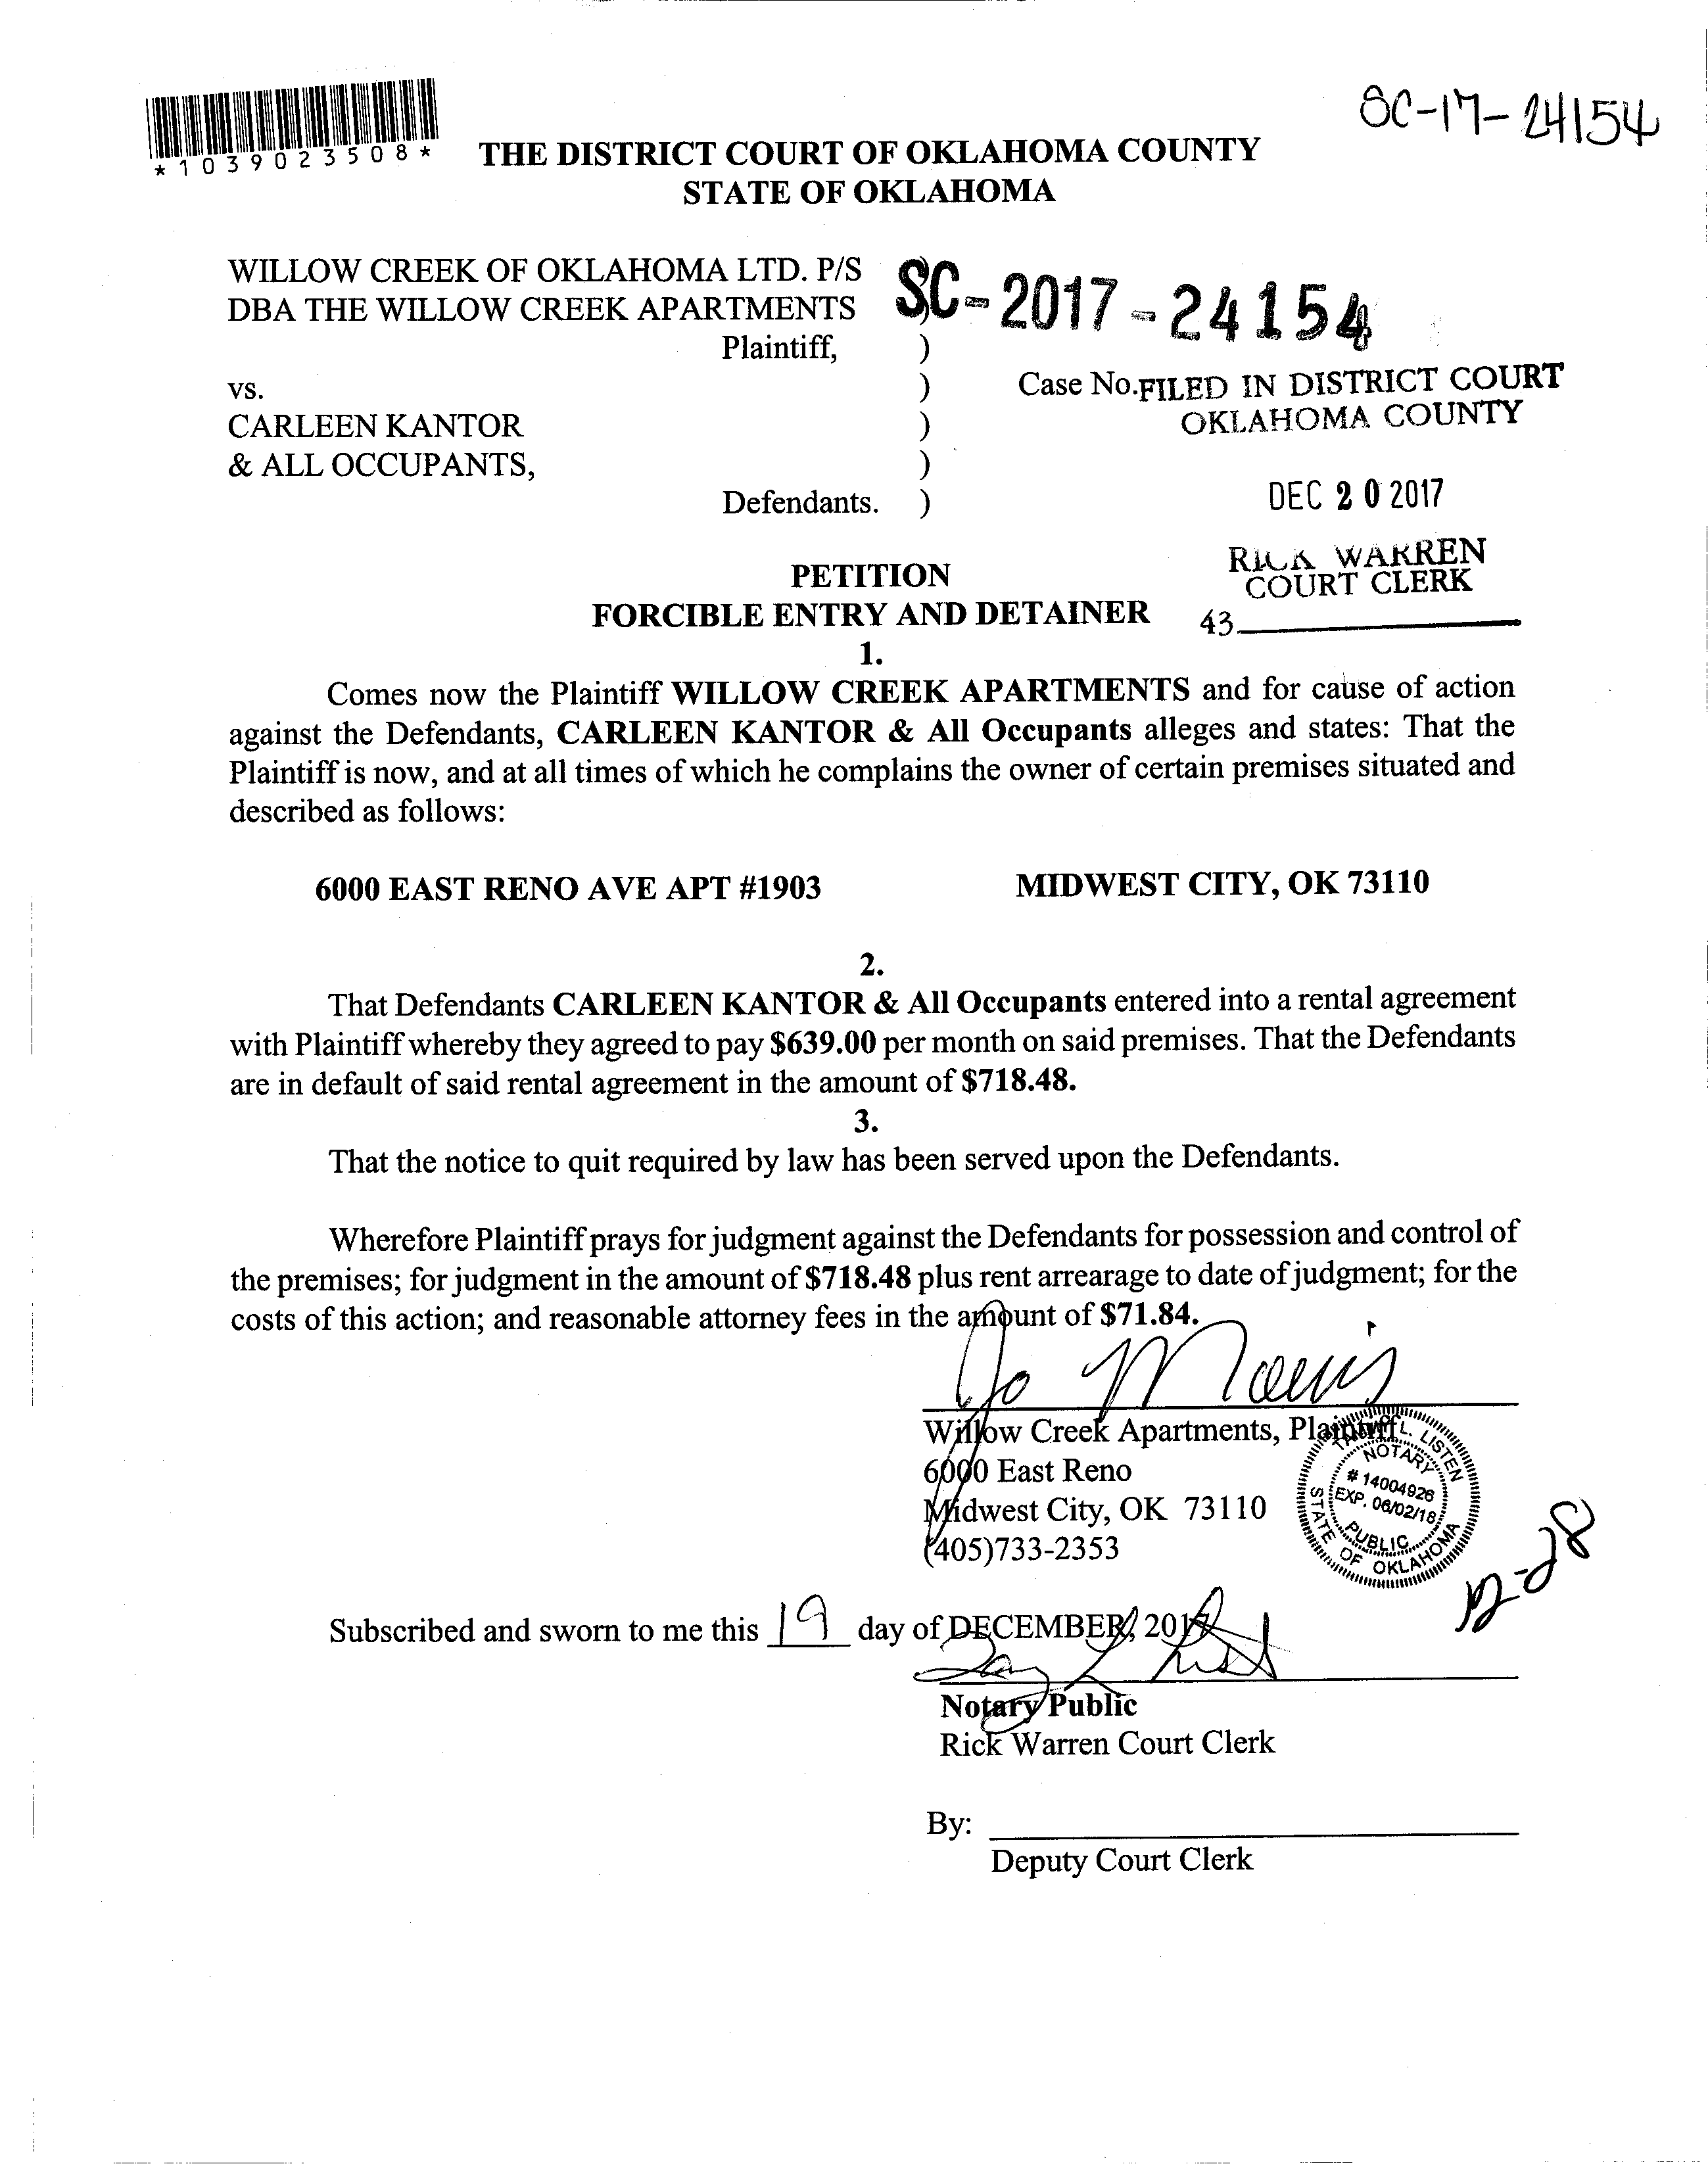 SC-17-24154
*1039023508*
THE DISTRICT COURT OF OKLAHOMA COUNTY
STATE OF OKLAHOMA
WILLOW CREEK OF OKLAHOMA LTD. P/S
DBA THE WILLOW CREEK APARTMENTS
SC-2017-24154
Plaintiff, )
vs. )
CARLEEN KANTOR )
& ALL OCCUPANTS, )
Defendants. )
Case No.
FILED IN DISTRICT COURT
OKLAHOMA COUNTY
DEC 20 2017
RICK WARREN
COURT CLERK
43
PETITION
FORCIBLE ENTRY AND DETAINER
1.
Comes now the Plaintiff WILLOW CREEK APARTMENTS and for cause of action
against the Defendants, CARLEEN KANTOR & All Occupants alleges and states: That the
Plaintiff is now, and at all times of which he complains the owner of certain premises situated and
described as follows:
6000 EAST RENO AVE APT #1903 MIDWEST CITY, OK 73110
2.
That Defendants CARLEEN KANTOR & All Occupants entered into a rental agreement
with Plaintiff whereby they agreed to pay $639.00 per month on said premises. That the Defendants
are in default of said rental agreement in the amount of $718.48.
3.
That the notice to quit required by law has been served upon the Defendants.
Wherefore Plaintiff prays for judgment against the Defendants for possession and control of
the premises; for judgment in the amount of $718.48 plus rent arrearage to date of judgment; for the
costs of this action; and reasonable attorney fees in the amount of $71.84.
Willow Creek Apartments, Plaintiff
6000 East Reno
Midwest City, OK 73110
(405)733-2353
L. LISTEN
NOTARY
# 14004926
EXP. 06/02/18
PUBLIC
STATE OF OKLAHOMA
12-28
Subscribed and sworn to me this 19 day of DECEMBER, 2017
Notary Public
Rick Warren Court Clerk
By:
Deputy Court Clerk